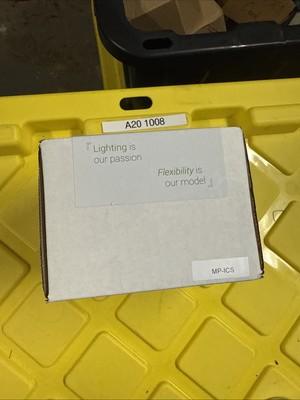 A20 1008
『Lighting is
our passion
Flexibility is
our model』
MP-ICS